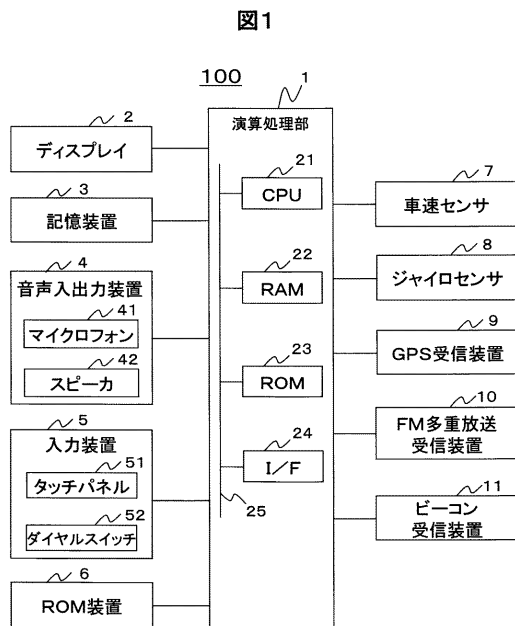 図1
100
1
演算処理部
2
ディスプレイ
3
記憶装置
4
音声入出力装置
41
マイクロフォン
42
スピーカ
5
入力装置
51
タッチパネル
52
ダイヤルスイッチ
6
ROM装置
21
CPU
22
RAM
23
ROM
24
I/F
25
7
車速センサ
8
ジャイロセンサ
9
GPS受信装置
10
FM多重放送
受信装置
11
ビーコン
受信装置